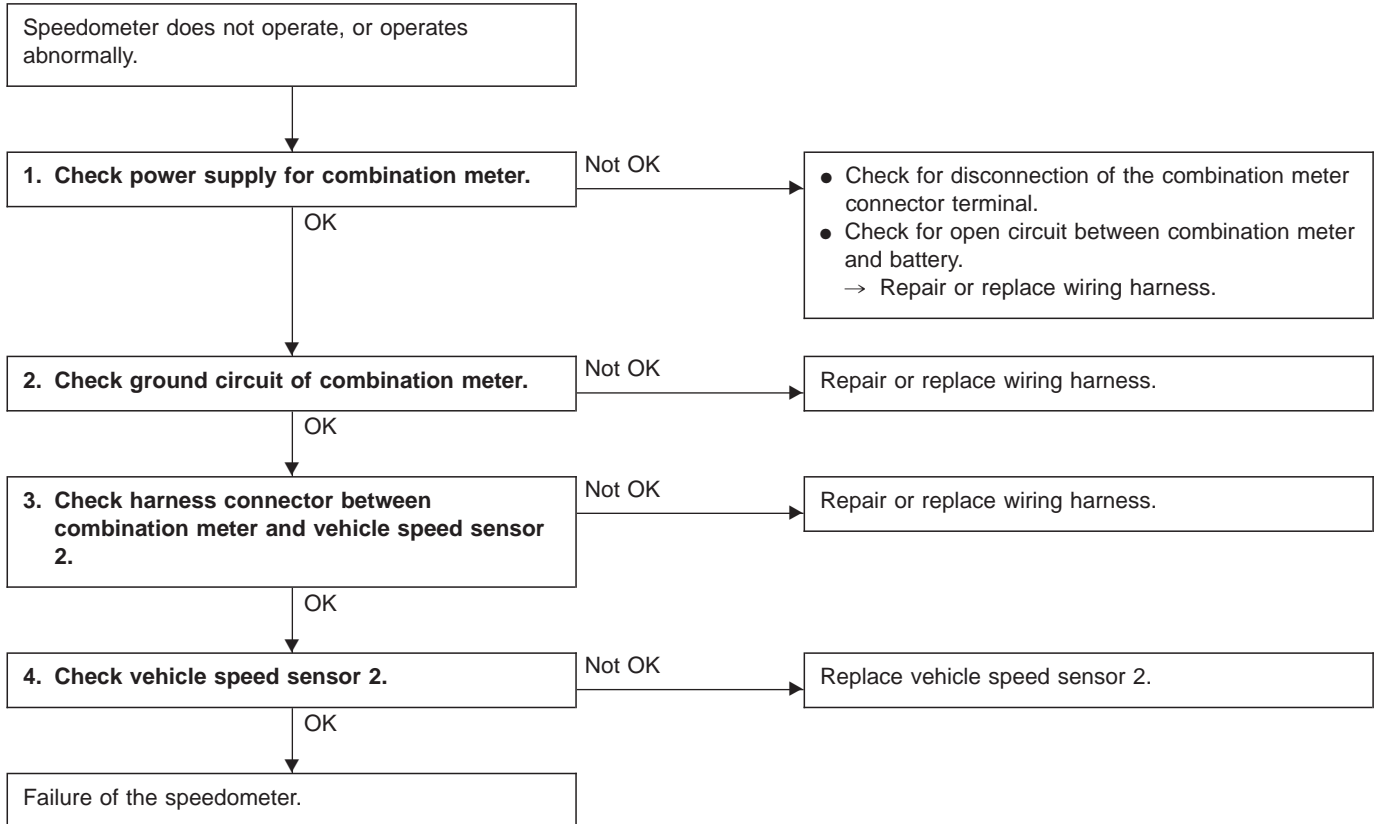 Speedometer does not operate, or operates
abnormally.
1. Check power supply for combination meter.
Not OK
● Check for disconnection of the combination meter
connector terminal.
● Check for open circuit between combination meter
and battery.
→ Repair or replace wiring harness.
OK
2. Check ground circuit of combination meter.
Not OK
Repair or replace wiring harness.
OK
3. Check harness connector between
combination meter and vehicle speed sensor
2.
Not OK
Repair or replace wiring harness.
OK
4. Check vehicle speed sensor 2.
Not OK
Replace vehicle speed sensor 2.
OK
Failure of the speedometer.